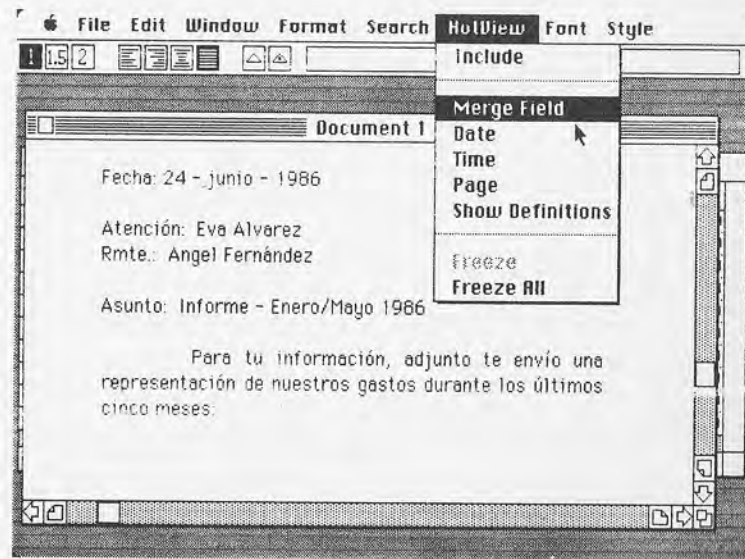 File Edit Window Format Search HotView Font Style
1 1.5 2
Include
Merge Field
Date
Time
Page
Show Definitions
Freeze
Freeze All
Document 1
Fecha: 24 - junio - 1986
Atención: Eva Alvarez
Rmte.: Angel Fernández
Asunto: Informe - Enero/Mayo 1986
Para tu información, adjunto te envío una
representación de nuestros gastos durante los últimos
cinco meses: